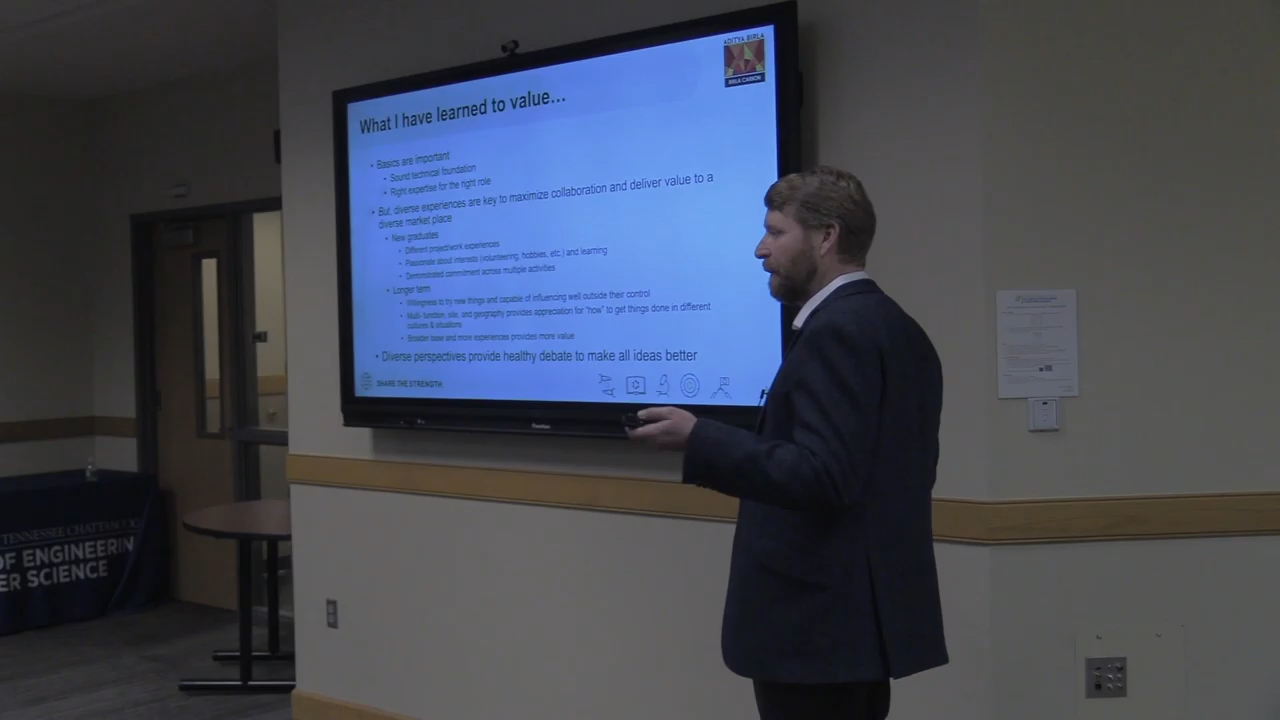 ADITYA BIRLA
BIRLA CARBON
What I have learned to value...
• Basics are important
• Sound technical foundation
• Right expertise for the right role
• But, diverse experiences are key to maximize collaboration and deliver value to a
diverse market place
• New graduates
• Different project/work experiences
• Passionate about interests (volunteering, hobbies, etc.) and learning
• Demonstrated commitment across multiple activities
• Longer term
• Willingness to try new things and capable of influencing well outside their control
• Multi- function, site, and geography provides appreciation for "how" to get things done in different
cultures & situations
• Broader base and more experiences provides more value
• Diverse perspectives provide healthy debate to make all ideas better
SHARE THE STRENGTH
TENNESSEE CHATTANOOG
OF ENGINEERIN
ER SCIENCE